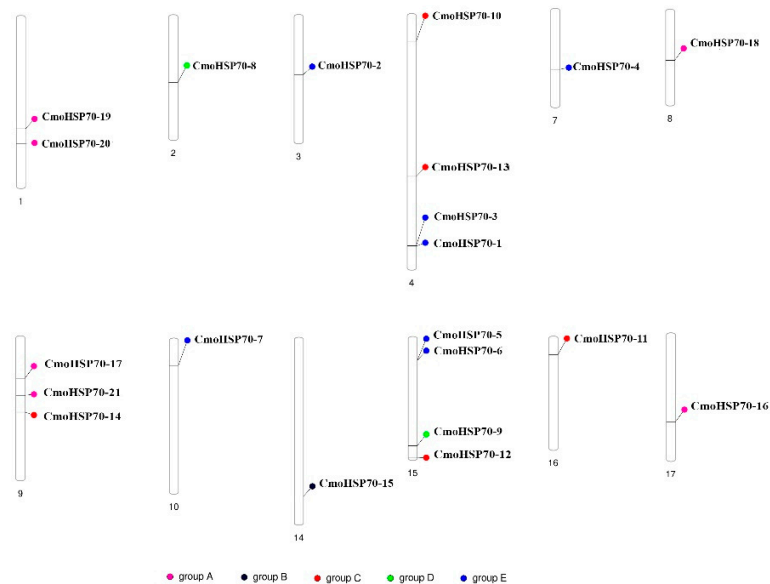 CmoHSP70-19
CmoHSP70-20
1
CmoHSP70-8
2
CmoHSP70-2
3
CmoHSP70-10
CmoHSP70-13
CmoHSP70-3
CmoHSP70-1
4
CmoHSP70-4
7
CmoHSP70-18
8
CmoHSP70-17
CmoHSP70-21
CmoHSP70-14
9
CmoHSP70-7
10
CmoHSP70-15
14
CmoHSP70-5
CmoHSP70-6
CmoHSP70-9
CmoHSP70-12
15
CmoHSP70-11
16
CmoHSP70-16
17
group A group B group C group D group E